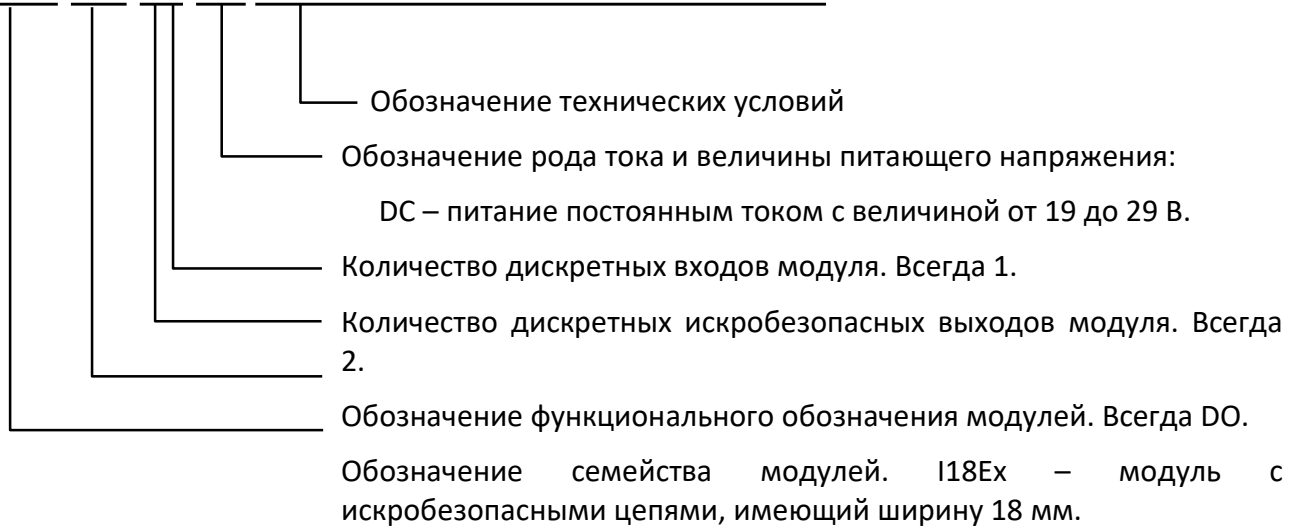 Обозначение технических условий
Обозначение рода тока и величины питающего напряжения:
DC – питание постоянным током с величиной от 19 до 29 В.
Количество дискретных входов модуля. Всегда 1.
Количество дискретных искробезопасных выходов модуля. Всегда
2.
Обозначение функционального обозначения модулей. Всегда DO.
Обозначение семейства модулей. I18Ex – модуль с
искробезопасными цепями, имеющий ширину 18 мм.